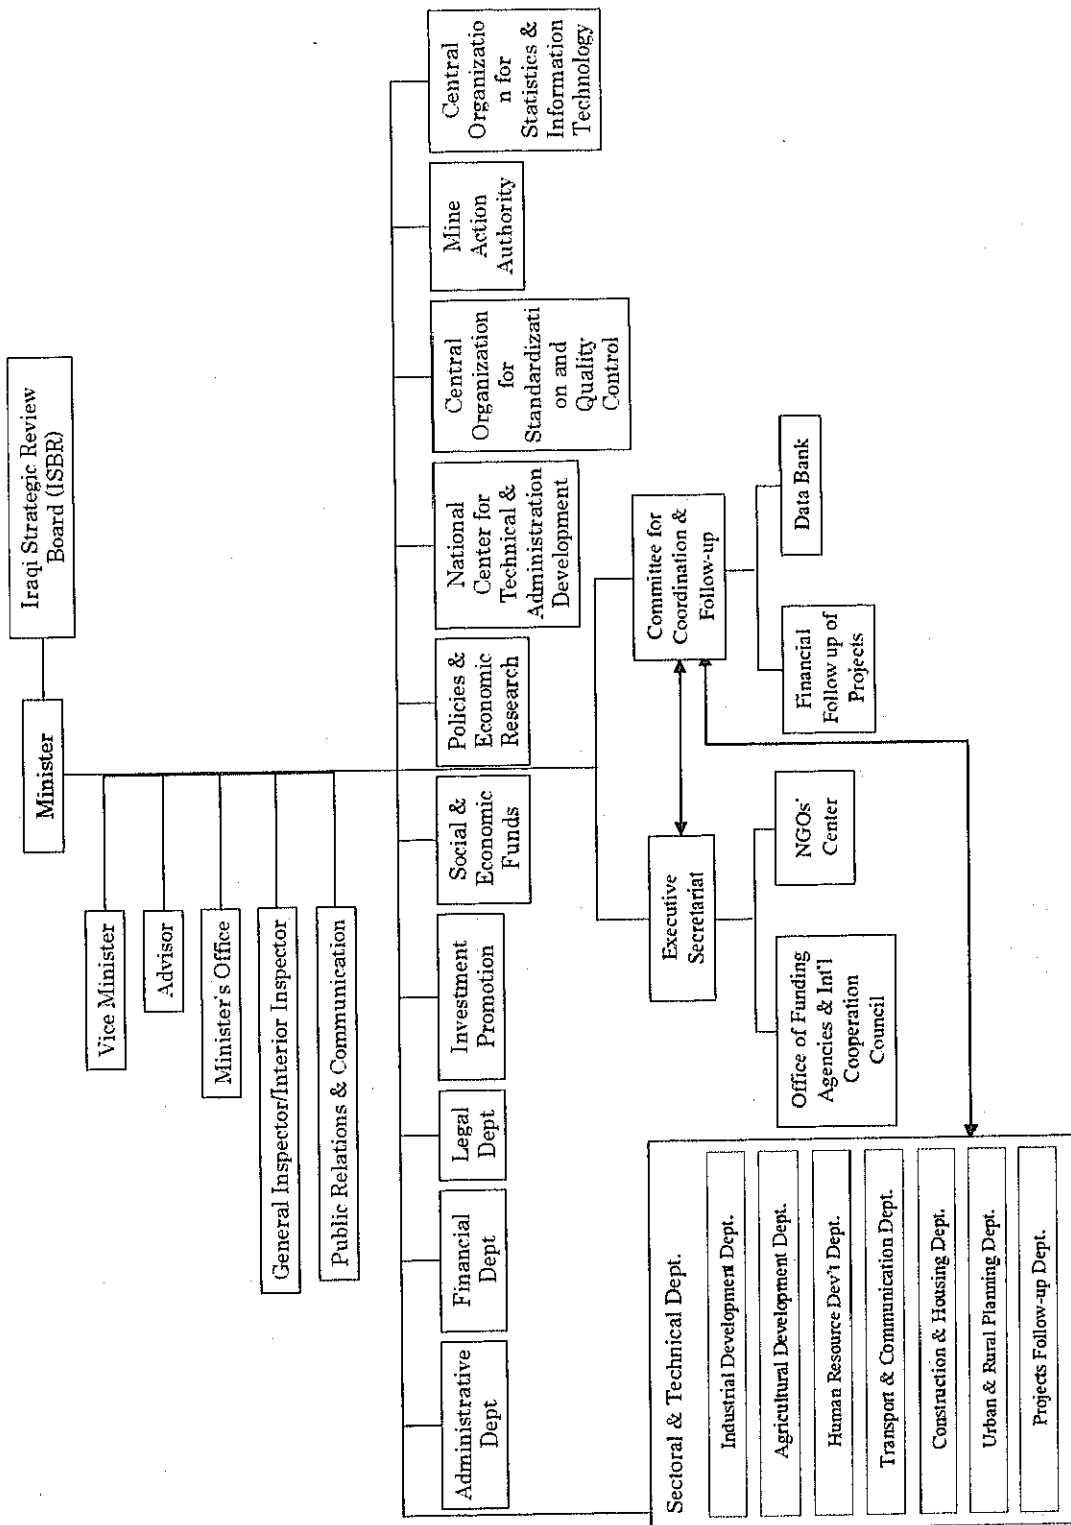 Iraqi Strategic Review
Board (ISBR)
Minister
Vice Minister
Advisor
Minister's Office
General Inspector/Interior Inspector
Public Relations & Communication
Administrative
Dept
Financial
Dept
Legal
Dept
Investment
Promotion
Social &
Economic
Funds
Policies &
Economic
Research
National
Center for
Technical &
Administration
Development
Central
Organization
for
Standardizati
on and
Quality
Control
Mine
Action
Authority
Central
Organizatio
n for
Statistics &
Information
Technology
Executive
Secretariat
Committee for
Coordination &
Follow-up
Office of Funding
Agencies & Int'l
Cooperation
Council
NGOs'
Center
Financial
Follow up of
Projects
Data Bank
Sectoral & Technical Dept.
Industrial Development Dept.
Agricultural Development Dept.
Human Resource Dev't Dept.
Transport & Communication Dept.
Construction & Housing Dept.
Urban & Rural Planning Dept.
Projects Follow-up Dept.